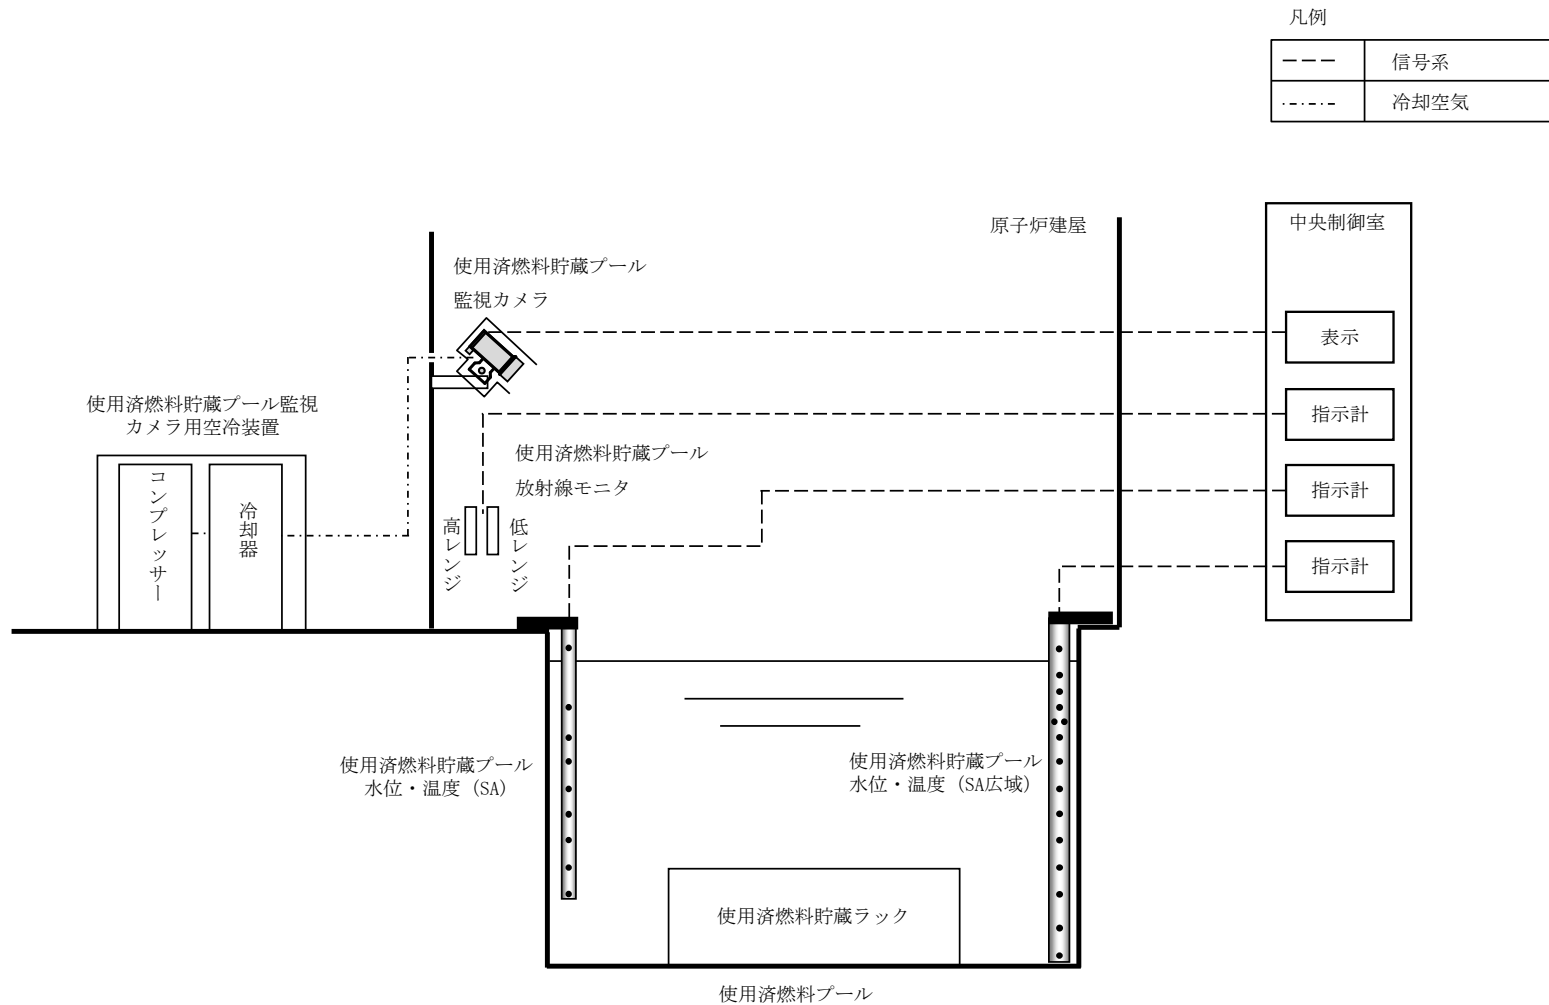 凡例
信号系
冷却空気
原子炉建屋
中央制御室
使用済燃料貯蔵プール
監視カメラ
表示
使用済燃料貯蔵プール監視
カメラ用空冷装置
指示計
使用済燃料貯蔵プール
放射線モニタ
コンプレッサー
冷却器
高レンジ
低レンジ
指示計
指示計
使用済燃料貯蔵プール
水位・温度（SA）
使用済燃料貯蔵プール
水位・温度（SA広域）
使用済燃料貯蔵ラック
使用済燃料プール